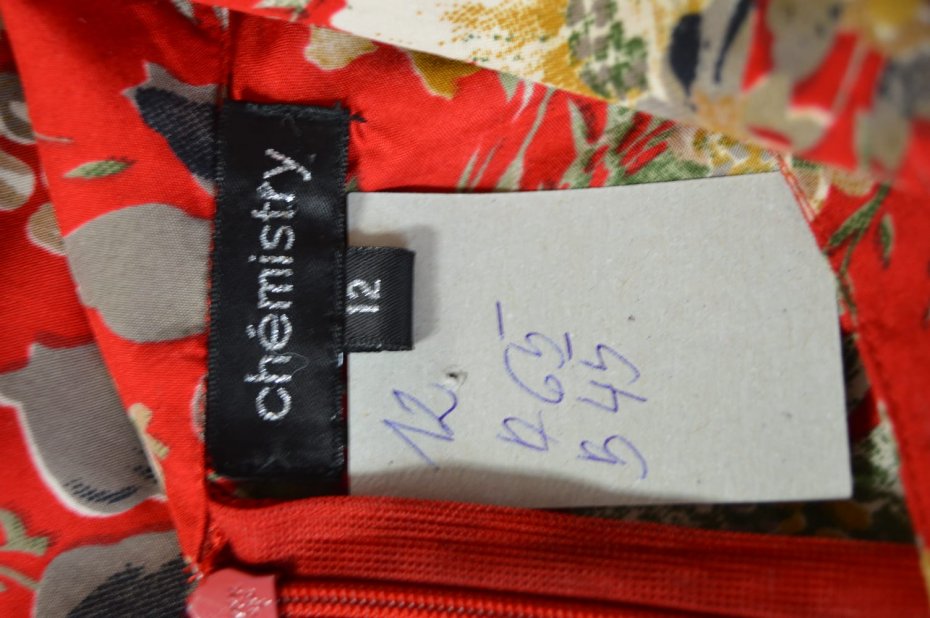 chémistry
12
12
Д 65
В 45